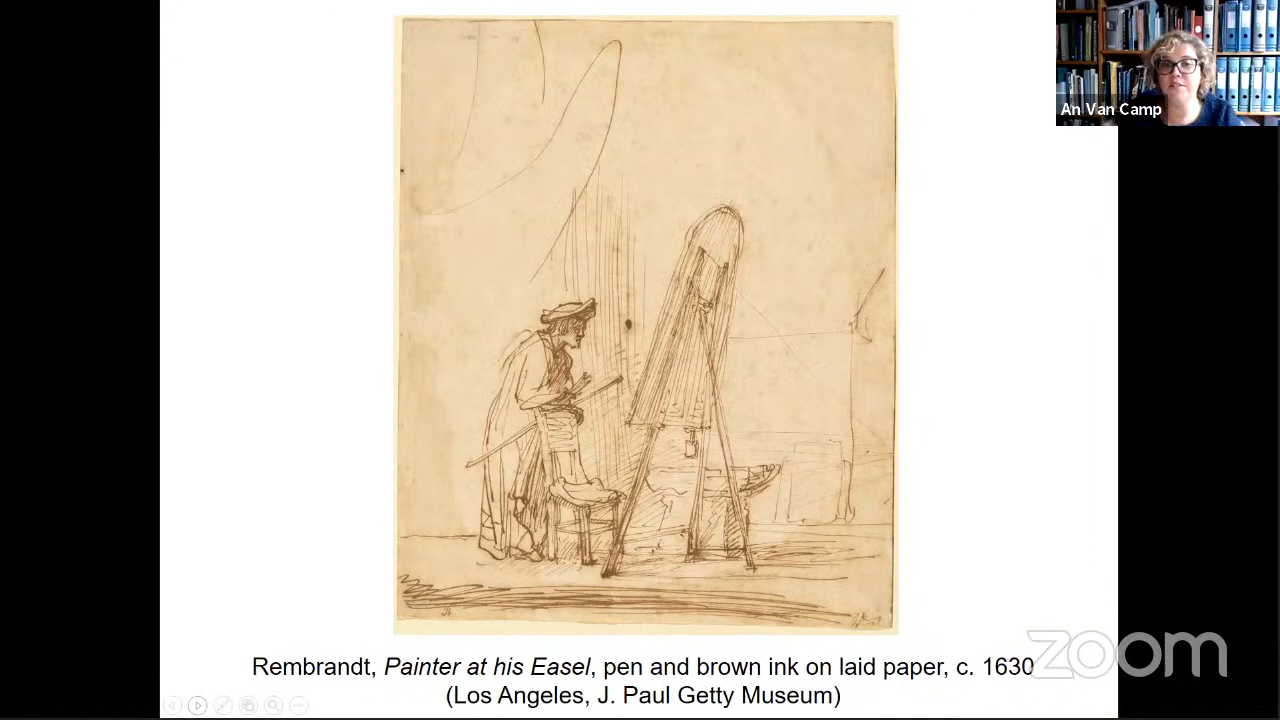 An Van Camp
Rembrandt, Painter at his Easel, pen and brown ink on laid paper, c. 1630
(Los Angeles, J. Paul Getty Museum)
zoom